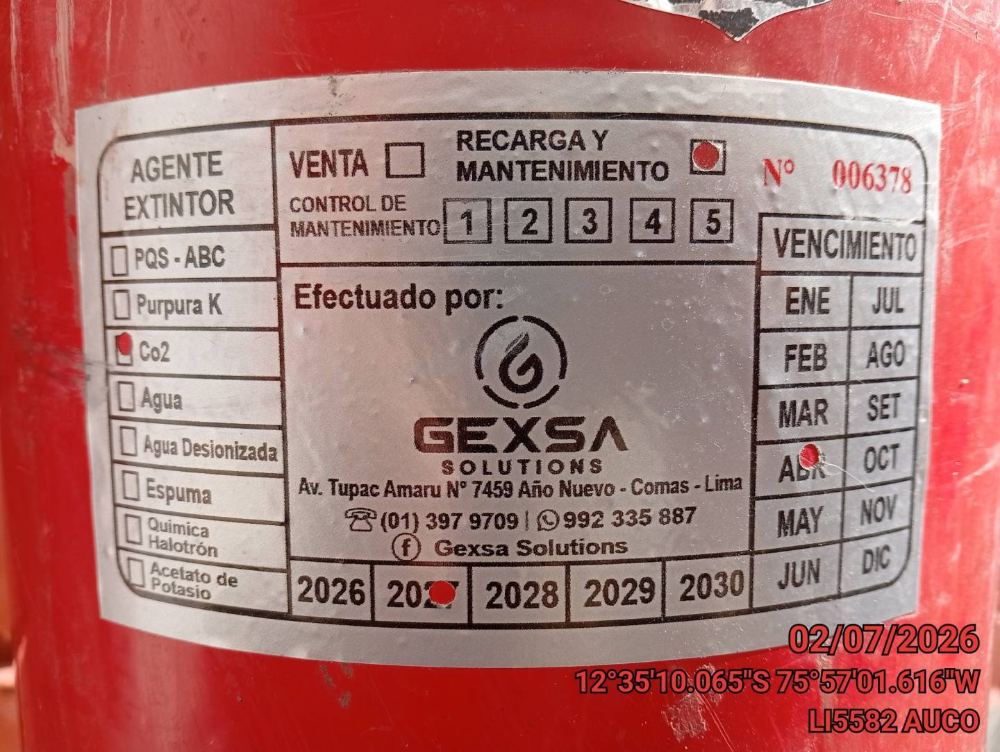 AGENTE
EXTINTOR
PQS - ABC
Purpura K
Co2
Agua
Agua Desionizada
Espuma
Química
Halotrón
Acetato de
Potasio
VENTA
RECARGA Y
MANTENIMIENTO
CONTROL DE
MANTENIMIENTO 1 2 3 4 5
Nº 006378
Efectuado por:
GEXSA
SOLUTIONS
Av. Tupac Amaru N° 7459 Año Nuevo - Comas - Lima
(01) 397 9709 | 992 335 887
f Gexsa Solutions
2026 2027 2028 2029 2030
VENCIMIENTO
ENE JUL
FEB AGO
MAR SET
ABR OCT
MAY NOV
JUN DIC
02/07/2026
12°35'10.065"S 75°57'01.616"W
LI5582 AUCO